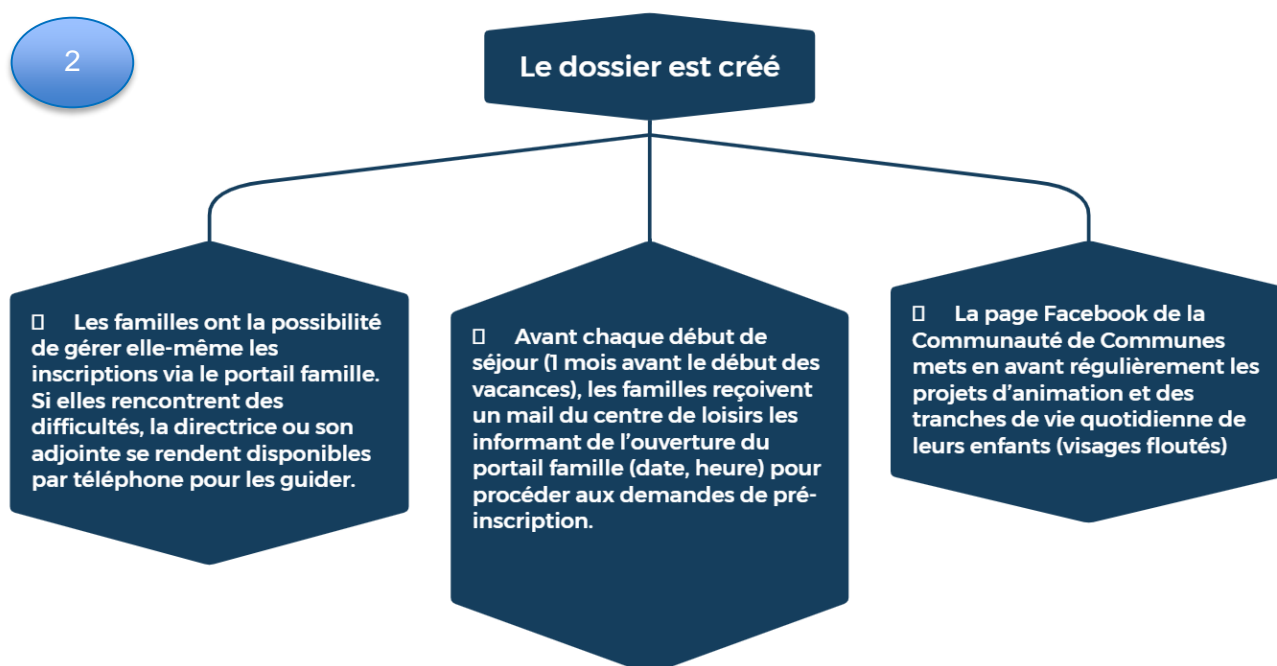 2
Le dossier est créé
▯ Les familles ont la possibilité
de gérer elle-même les
inscriptions via le portail famille.
Si elles rencontrent des
difficultés, la directrice ou son
adjointe se rendent disponibles
par téléphone pour les guider.
▯ Avant chaque début de
séjour (1 mois avant le début des
vacances), les familles reçoivent
un mail du centre de loisirs les
informant de l’ouverture du
portail famille (date, heure) pour
procéder aux demandes de pré-
inscription.
▯ La page Facebook de la
Communauté de Communes
mets en avant régulièrement les
projets d’animation et des
tranches de vie quotidienne de
leurs enfants (visages floutés)